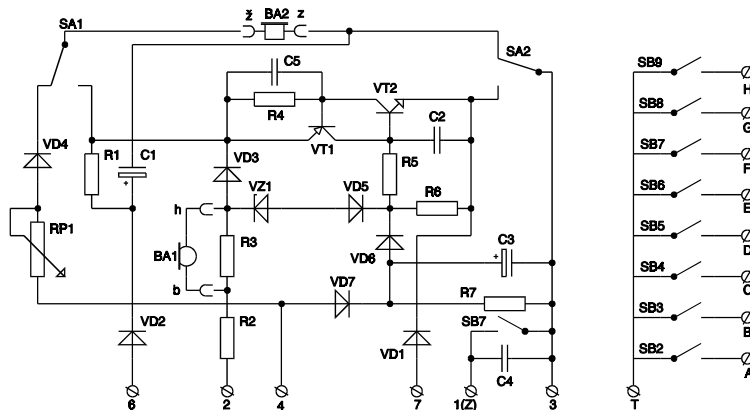 SA1
ž BA2 z
SA2
C5
VT2
R4
VT1
C2
VD4
R1
C1
+
VD3
R5
VZ1
VD5
R6
h
RP1
BA1
R3
VD6
C3
+
b
VD7
R7
VD2
R2
VD1
SB7
C4
6 2 4 7 1(Z) 3
SB9
H
SB8
G
SB7
F
SB6
E
SB5
D
SB4
C
SB3
B
SB2
A
T